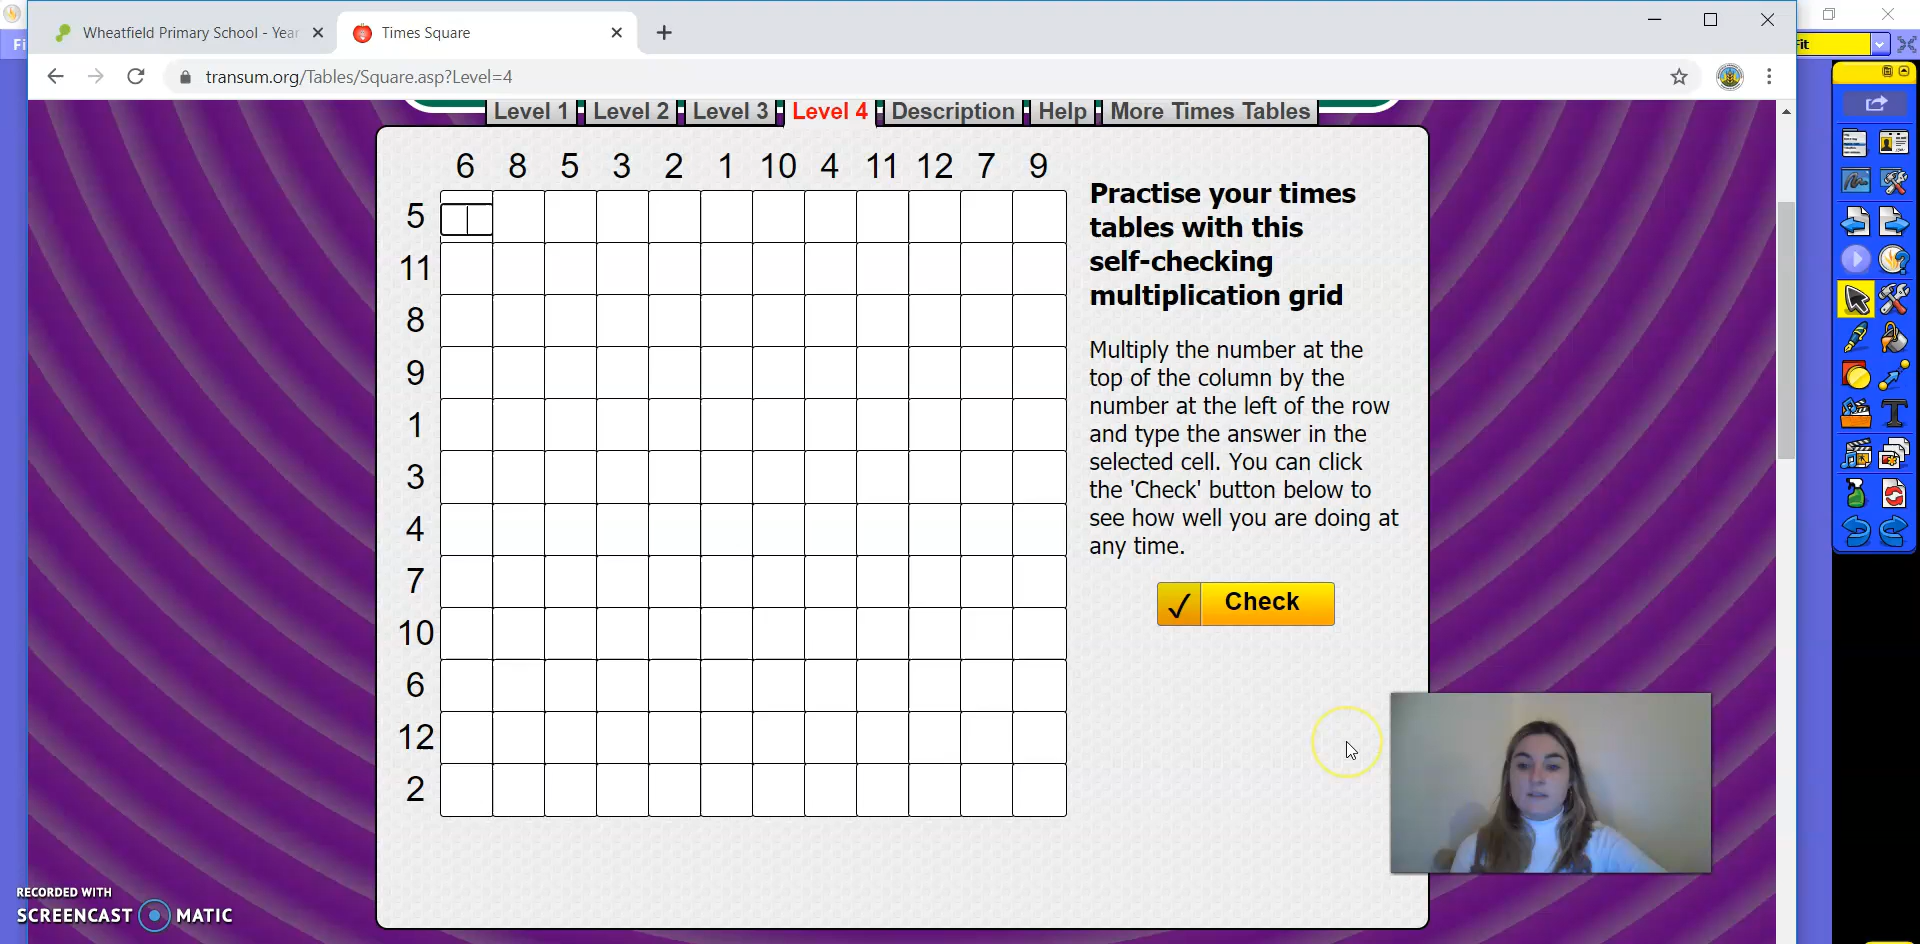 Wheatfield Primary School - Year
Times Square
Fi
Fit
transum.org/Tables/Square.asp?Level=4
Level 1 Level 2 Level 3 Level 4 Description Help More Times Tables
6 8 5 3 2 1 10 4 11 12 7 9
5
11
8
9
1
3
4
7
10
6
12
2
Practise your times
tables with this
self-checking
multiplication grid
Multiply the number at the
top of the column by the
number at the left of the row
and type the answer in the
selected cell. You can click
the 'Check' button below to
see how well you are doing at
any time.
✓ Check
RECORDED WITH
SCREENCAST MATIC